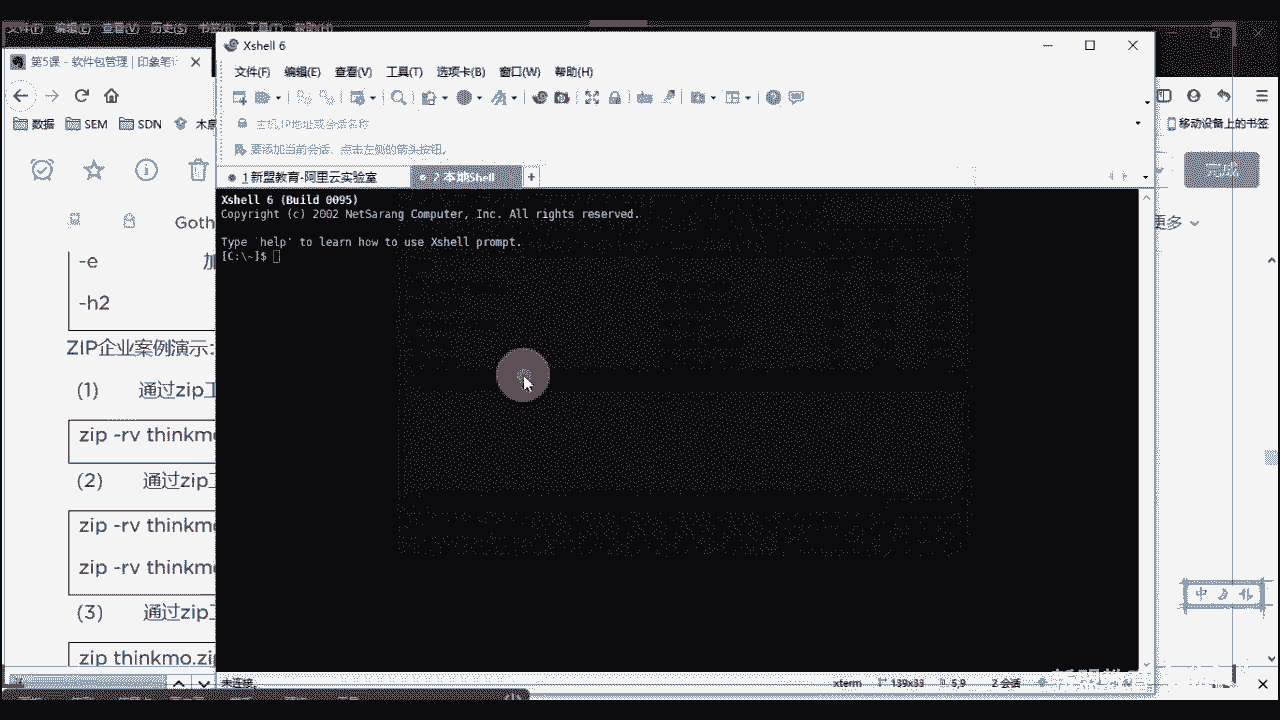 文件(F) 编辑(E) 查看(V) 历史(S) 书签(B) 工具(T) 帮助(H)
第5课 - 软件包管理 | 印象笔记
数据 SEM SDN 木
移动设备上的书签
完成
Goth
更多
-e 加
-h2
ZIP企业案例演示:
(1) 通过zip工
zip -rv thinkmo
(2) 通过zip工
zip -rv thinkmo
zip -rv thinkmo
(3) 通过zip工
zip thinkmo.zip
Xshell 6
文件(F) 编辑(E) 查看(V) 工具(T) 选项卡(B) 窗口(W) 帮助(H)
主机,IP地址或会话名称
要添加当前会话，点击左侧的箭头按钮。
1 新盟教育-阿里云实验室
2 本地Shell
Xshell 6 (Build 0095)
Copyright (c) 2002 NetSarang Computer, Inc. All rights reserved.
Type `help' to learn how to use Xshell prompt.
[C:\~]$
未连接。
xterm 139x33 5,9 2 会话
中